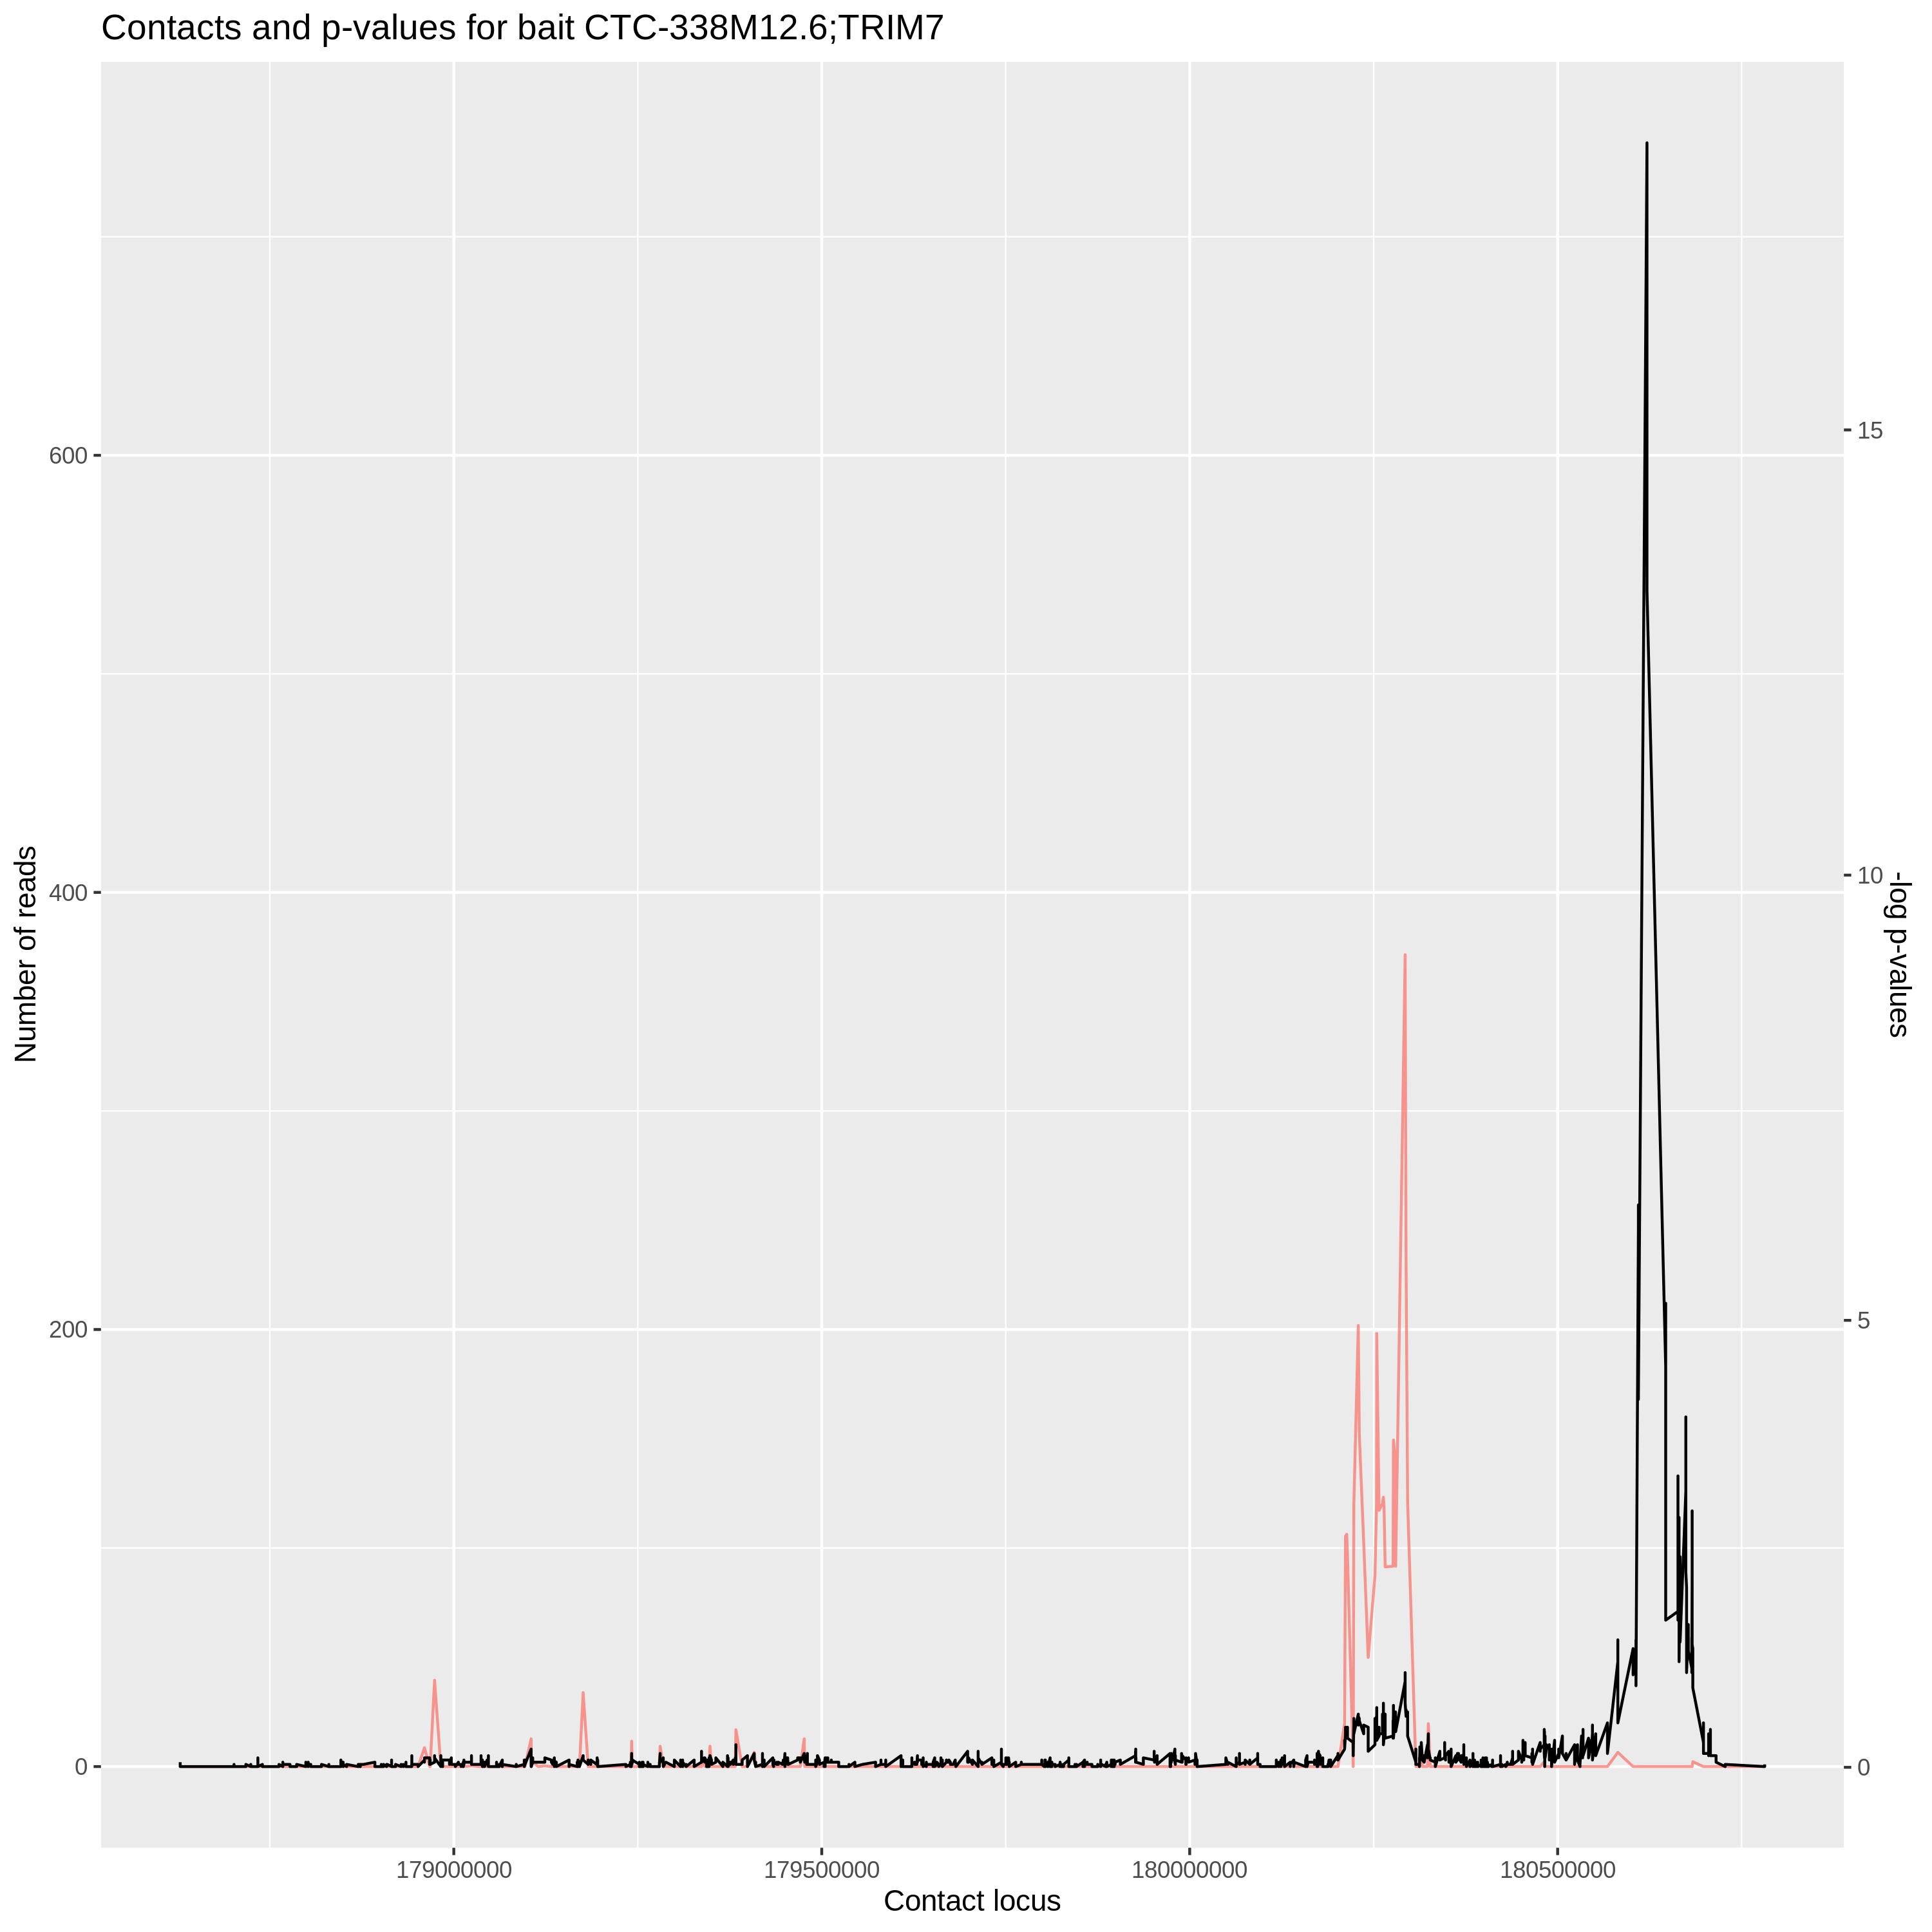 Contacts and p-values for bait CTC-338M12.6;TRIM7
Number of reads
600
400
200
0
15
10
5
0
-log p-values
179000000 179500000 180000000 180500000
Contact locus